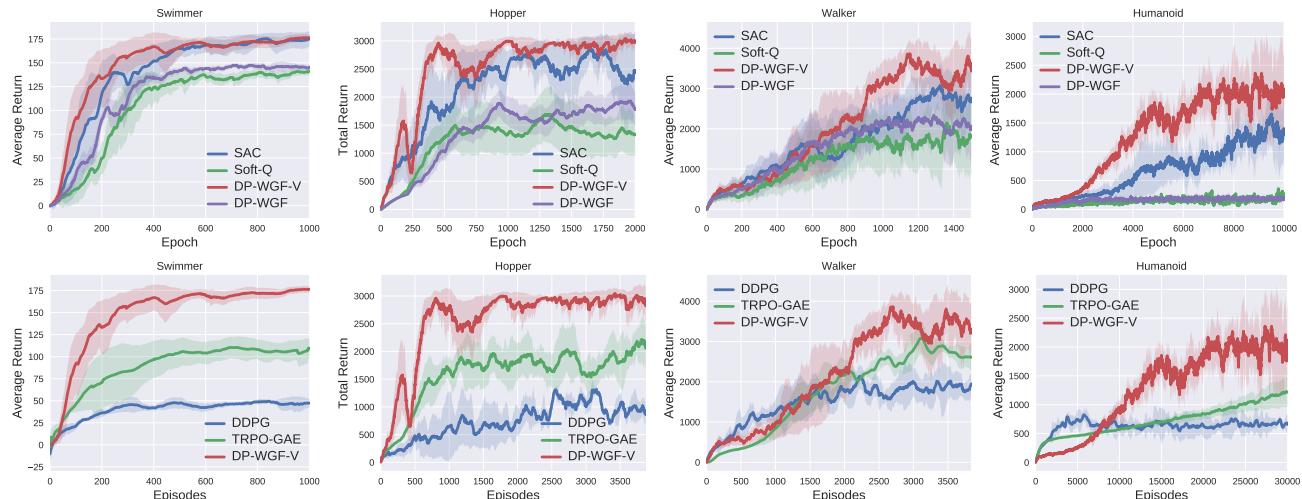 Swimmer
Average Return
175
150
125
100
75
50
25
0
0 200 400 600 800 1000
Epoch
SAC
Soft-Q
DP-WGF-V
DP-WGF
Hopper
Total Return
3000
2500
2000
1500
1000
500
0
0 250 500 750 1000 1250 1500 1750 2000
Epoch
SAC
Soft-Q
DP-WGF-V
DP-WGF
Walker
Average Return
4000
3000
2000
1000
0
0 200 400 600 800 1000 1200 1400
Epoch
SAC
Soft-Q
DP-WGF-V
DP-WGF
Humanoid
Average Return
3000
2500
2000
1500
1000
500
0
0 2000 4000 6000 8000 10000
Epoch
SAC
Soft-Q
DP-WGF-V
DP-WGF
Swimmer
Average Return
175
150
125
100
75
50
25
0
−25
0 200 400 600 800 1000
Episodes
DDPG
TRPO-GAE
DP-WGF-V
Hopper
Total Return
3000
2500
2000
1500
1000
500
0
0 500 1000 1500 2000 2500 3000 3500
Episodes
DDPG
TRPO-GAE
DP-WGF-V
Walker
Average Return
4000
3000
2000
1000
0
0 500 1000 1500 2000 2500 3000 3500
Episodes
DDPG
TRPO-GAE
DP-WGF-V
Humanoid
Average Return
3000
2500
2000
1500
1000
500
0
0 5000 10000 15000 20000 25000 30000
Episodes
DDPG
TRPO-GAE
DP-WGF-V